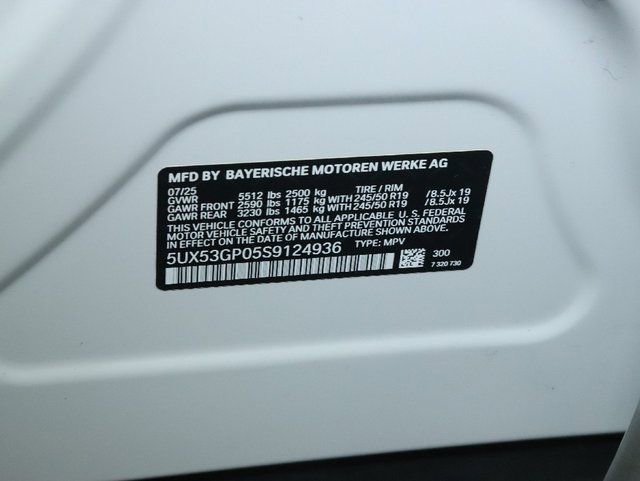 MFD BY BAYERISCHE MOTOREN WERKE AG
07/25 TIRE / RIM
GVWR 5512 lbs 2500 kg
GAWR FRONT 2590 lbs 1175 kg WITH 245/50 R19 /8.5Jx 19
GAWR REAR 3230 lbs 1465 kg WITH 245/50 R19 /8.5Jx 19
THIS VEHICLE CONFORMS TO ALL APPLICABLE U. S. FEDERAL
MOTOR VEHICLE SAFETY, BUMPER, AND THEFT PREVENTION STANDARDS
IN EFFECT ON THE DATE OF MANUFACTURE SHOWN ABOVE.
5UX53GP05S9124936 TYPE: MPV
300
7 320 730